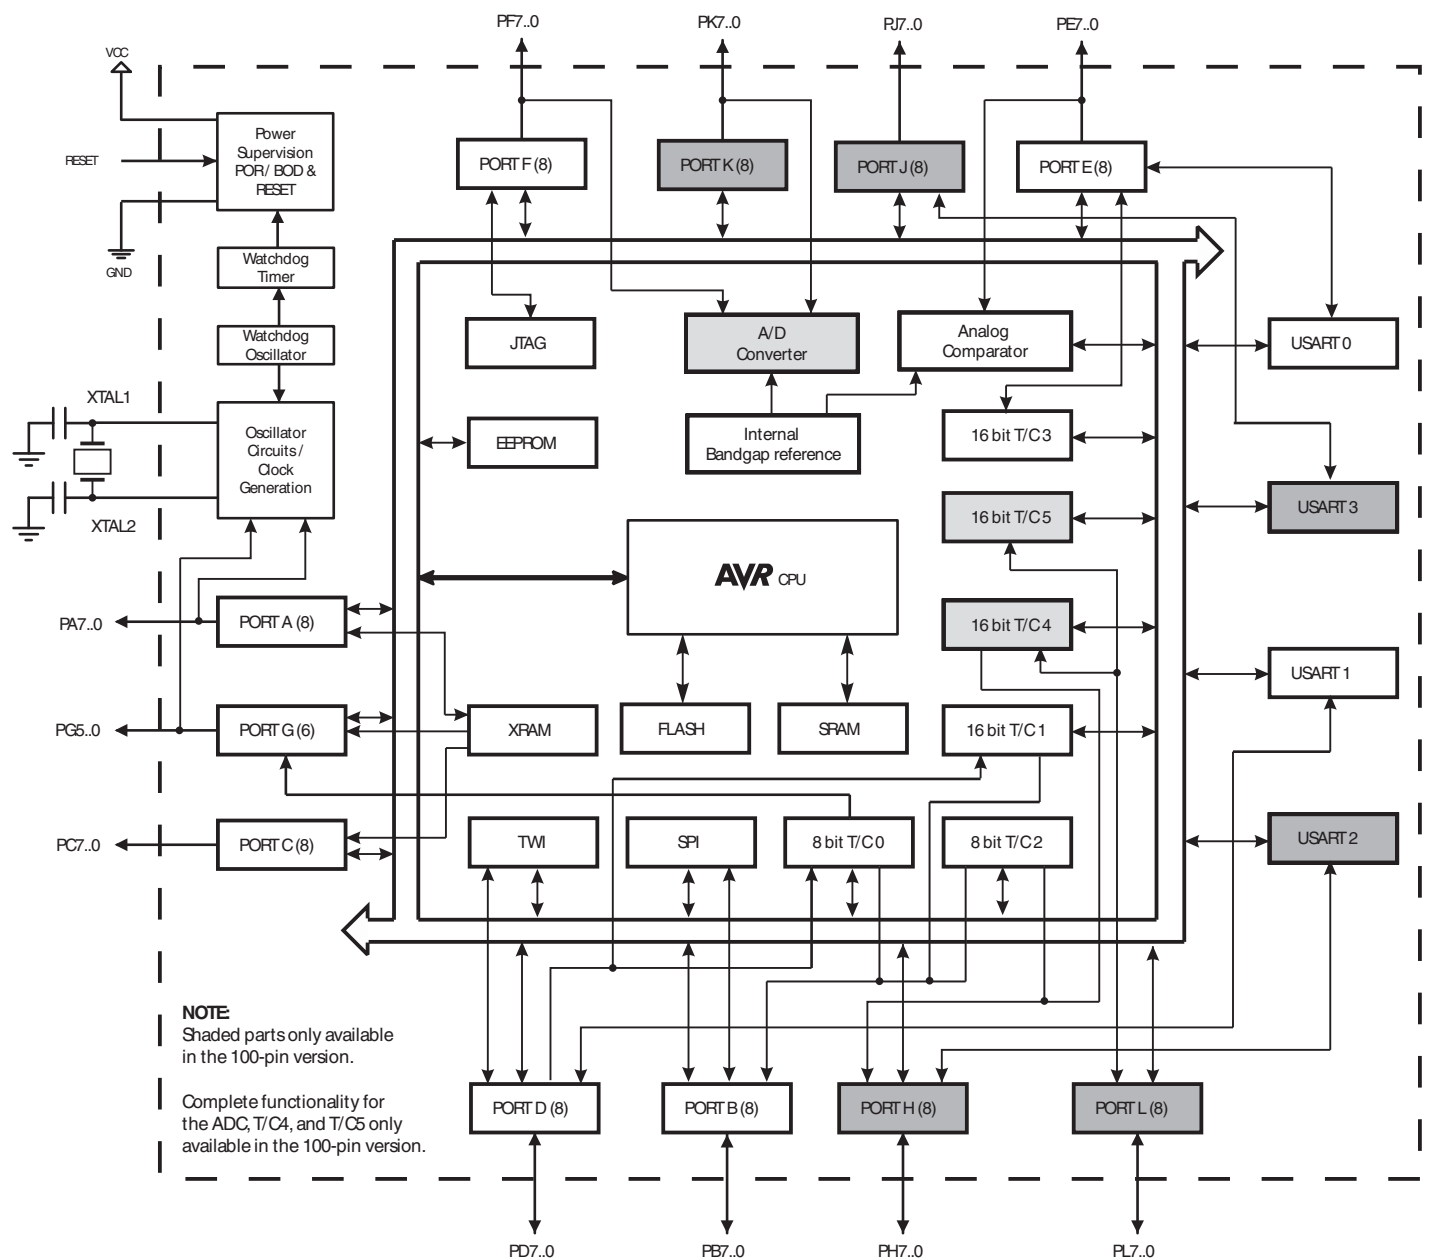 PF7..0
PK7..0
PJ7..0
PE7..0
VCC
RESET
GND
Power
Supervision
POR/ BOD &
RESET
Watchdog
Timer
Watchdog
Oscillator
XTAL1
XTAL2
Oscillator
Circuits /
Clock
Generation
PORT F (8)
PORT K (8)
PORT J (8)
PORT E (8)
JTAG
A/D
Converter
Analog
Comparator
USART 0
EEPROM
Internal
Bandgap reference
16 bit T/C 3
16 bit T/C 5
USART 3
AVR CPU
PA7..0
PORT A (8)
16 bit T/C 4
USART 1
PG5..0
PORT G (6)
XRAM
FLASH
SRAM
16 bit T/C 1
PC7..0
PORT C (8)
TWI
SPI
8 bit T/C 0
8 bit T/C 2
USART 2
NOTE:
Shaded parts only available
in the 100-pin version.
Complete functionality for
the ADC, T/C4, and T/C5 only
available in the 100-pin version.
PORT D (8)
PORT B (8)
PORT H (8)
PORT L (8)
PD7..0
PB7..0
PH7..0
PL7..0